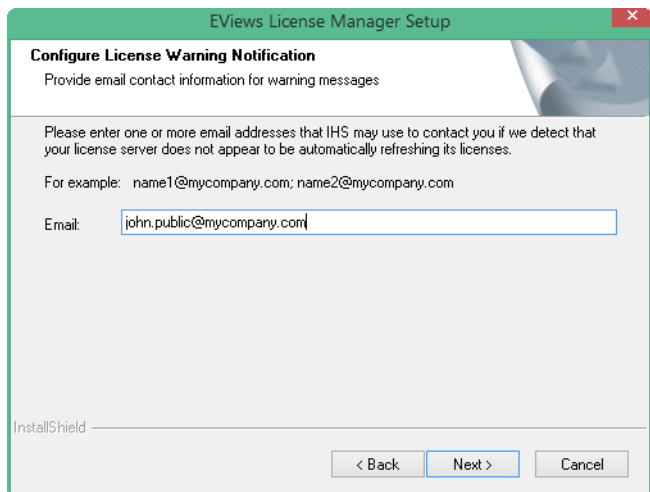 EViews License Manager Setup
Configure License Warning Notification
Provide email contact information for warning messages
Please enter one or more email addresses that IHS may use to contact you if we detect that
your license server does not appear to be automatically refreshing its licenses.
For example: name1@mycompany.com; name2@mycompany.com
Email: john.public@mycompany.com
InstallShield
< Back Next > Cancel